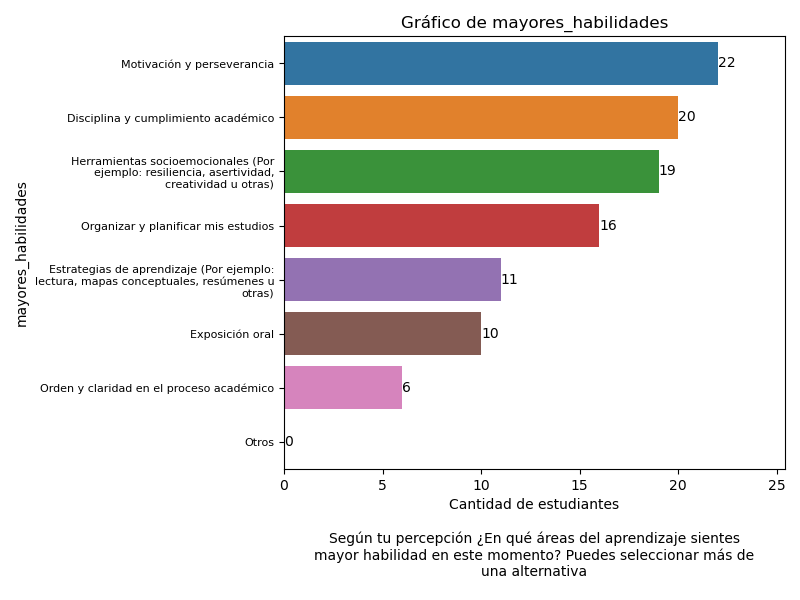 Gráfico de mayores_habilidades
mayores_habilidades
Motivación y perseverancia
22
Disciplina y cumplimiento académico
20
Herramientas socioemocionales (Por
ejemplo: resiliencia, asertividad,
creatividad u otras)
19
Organizar y planificar mis estudios
16
Estrategias de aprendizaje (Por ejemplo:
lectura, mapas conceptuales, resúmenes u
otras)
11
Exposición oral
10
Orden y claridad en el proceso académico
6
Otros
0
0 5 10 15 20 25
Cantidad de estudiantes
Según tu percepción ¿En qué áreas del aprendizaje sientes
mayor habilidad en este momento? Puedes seleccionar más de
una alternativa